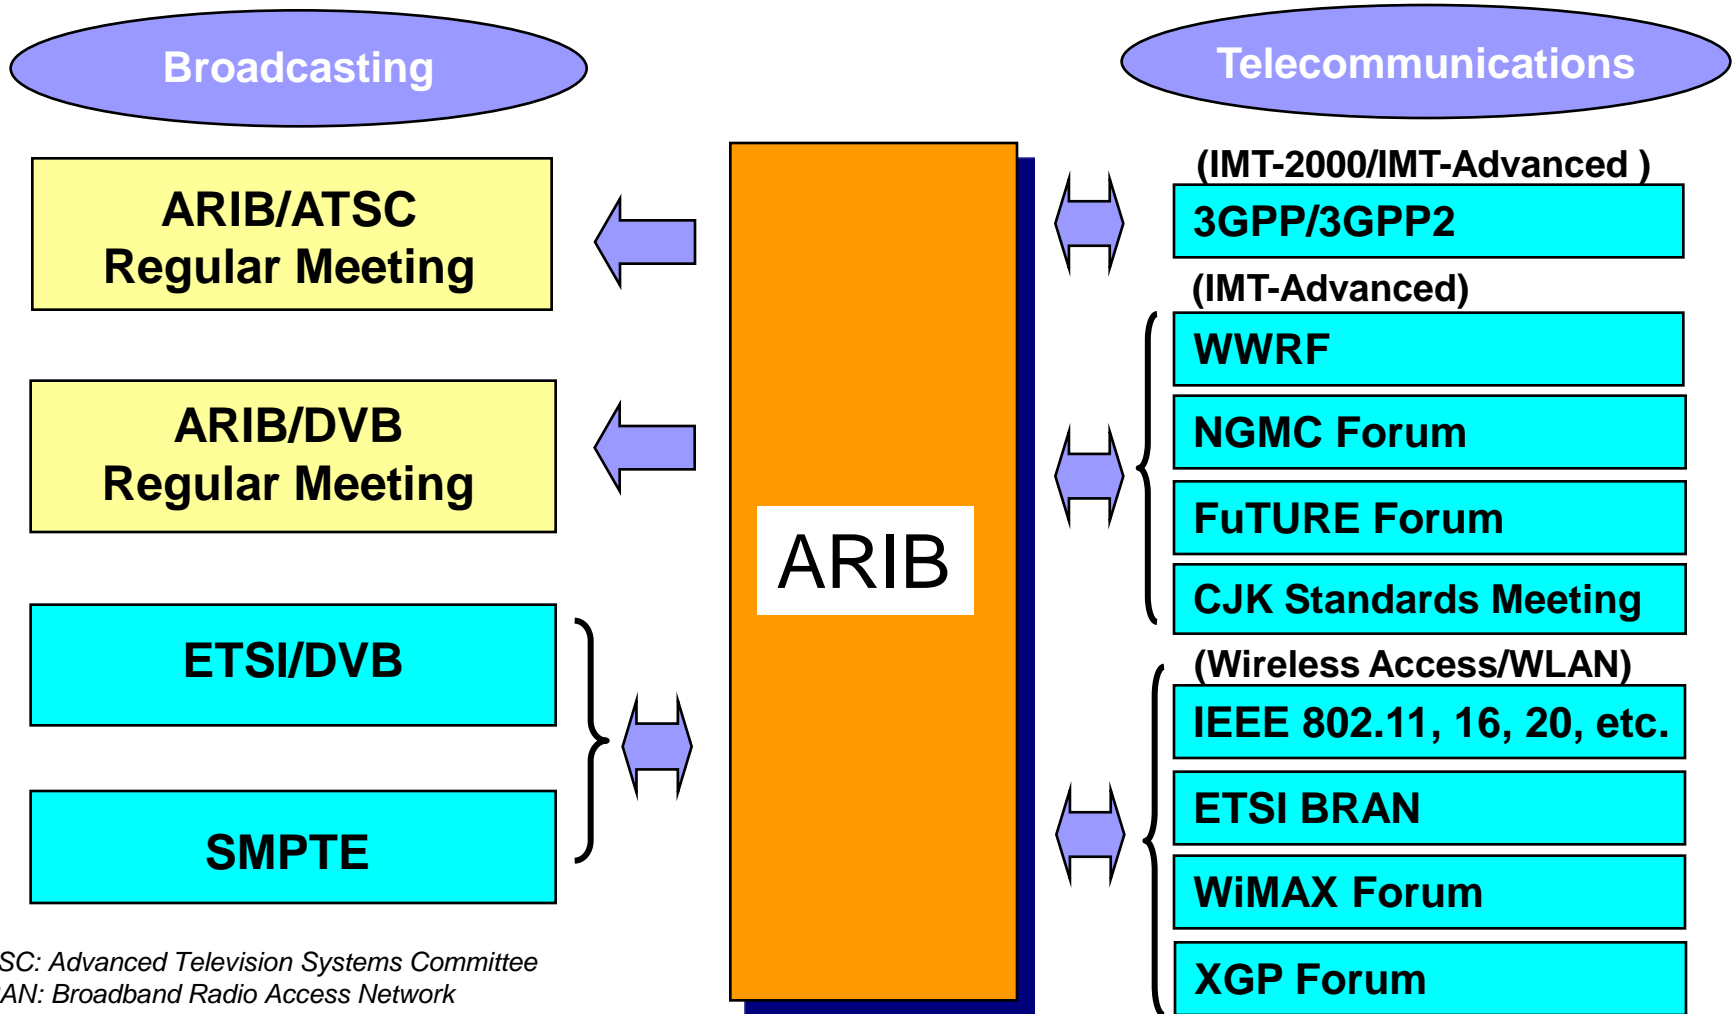 Broadcasting
ARIB/ATSC
Regular Meeting
ARIB/DVB
Regular Meeting
ETSI/DVB
SMPTE
SC: Advanced Television Systems Committee
AN: Broadband Radio Access Network
ARIB
Telecommunications
(IMT-2000/IMT-Advanced )
3GPP/3GPP2
(IMT-Advanced)
WWRF
NGMC Forum
FuTURE Forum
CJK Standards Meeting
(Wireless Access/WLAN)
IEEE 802.11, 16, 20, etc.
ETSI BRAN
WiMAX Forum
XGP Forum